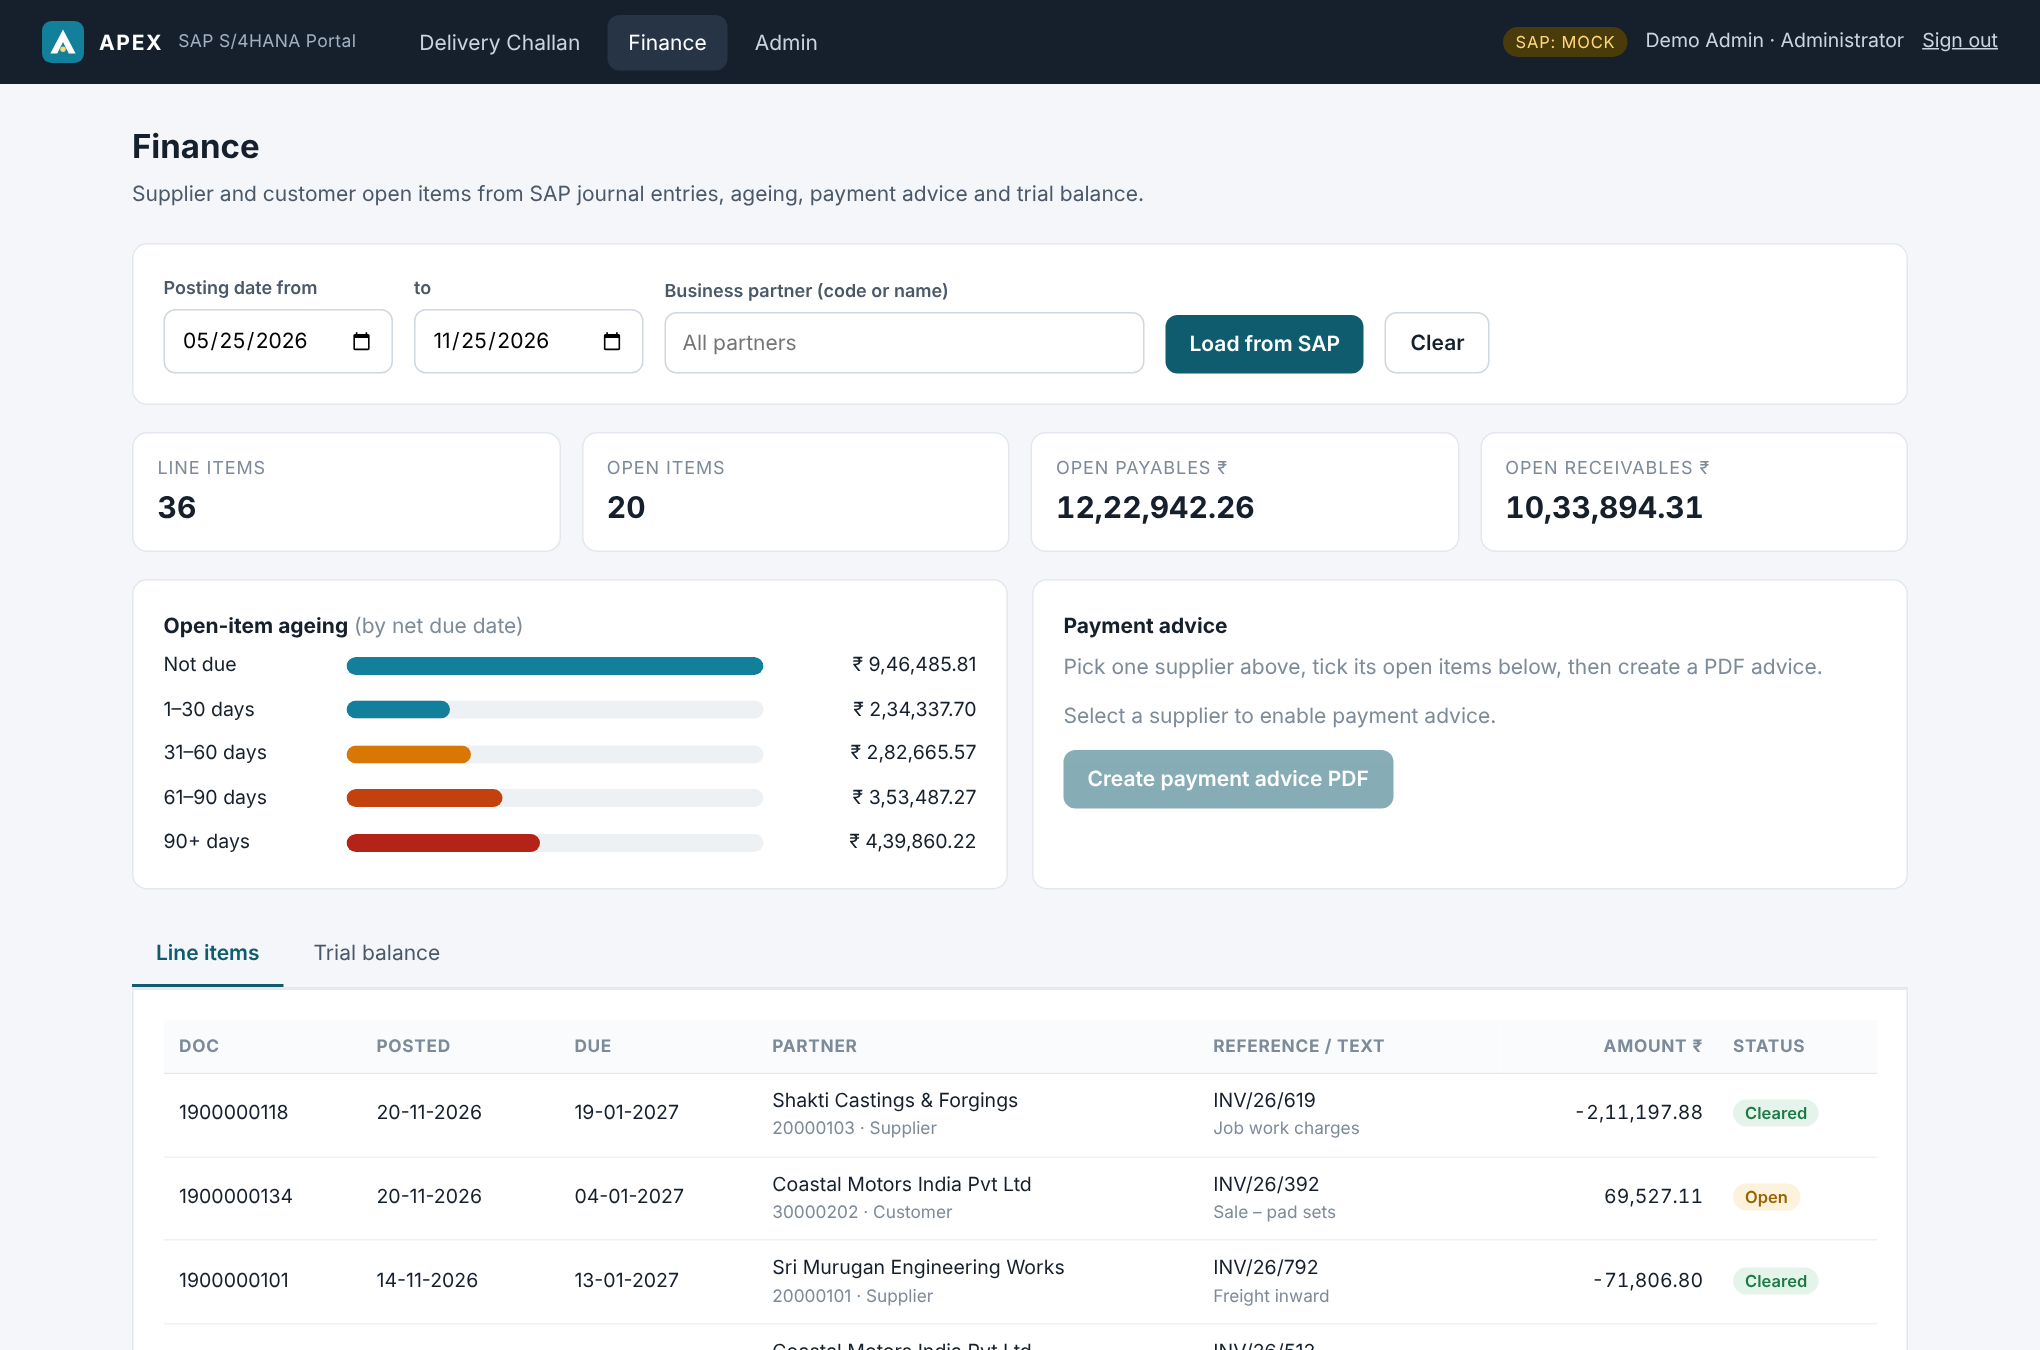 APEX SAP S/4HANA Portal Delivery Challan Finance Admin SAP: MOCK Demo Admin · Administrator Sign out
Finance
Supplier and customer open items from SAP journal entries, ageing, payment advice and trial balance.
Posting date from to Business partner (code or name)
05/25/2026 11/25/2026 All partners Load from SAP Clear
LINE ITEMS OPEN ITEMS OPEN PAYABLES ₹ OPEN RECEIVABLES ₹
36 20 12,22,942.26 10,33,894.31
Open-item ageing (by net due date)
Not due ₹ 9,46,485.81
1–30 days ₹ 2,34,337.70
31–60 days ₹ 2,82,665.57
61–90 days ₹ 3,53,487.27
90+ days ₹ 4,39,860.22
Payment advice
Pick one supplier above, tick its open items below, then create a PDF advice.
Select a supplier to enable payment advice.
Create payment advice PDF
Line items Trial balance
DOC POSTED DUE PARTNER REFERENCE / TEXT AMOUNT ₹ STATUS
1900000118 20-11-2026 19-01-2027 Shakti Castings & Forgings INV/26/619 -2,11,197.88 Cleared
20000103 · Supplier Job work charges
1900000134 20-11-2026 04-01-2027 Coastal Motors India Pvt Ltd INV/26/392 69,527.11 Open
30000202 · Customer Sale – pad sets
1900000101 14-11-2026 13-01-2027 Sri Murugan Engineering Works INV/26/792 -71,806.80 Cleared
20000101 · Supplier Freight inward
Coastal Motors India Pvt Ltd INV/26/512